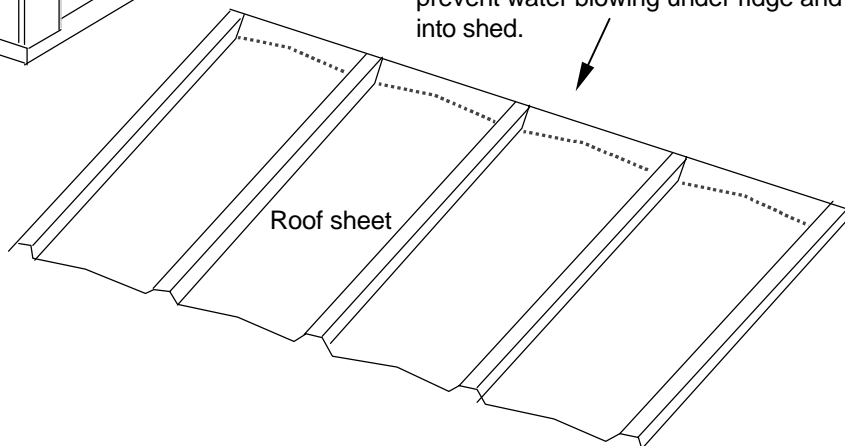 prevent water blowing under ridge and
into shed.
Roof sheet